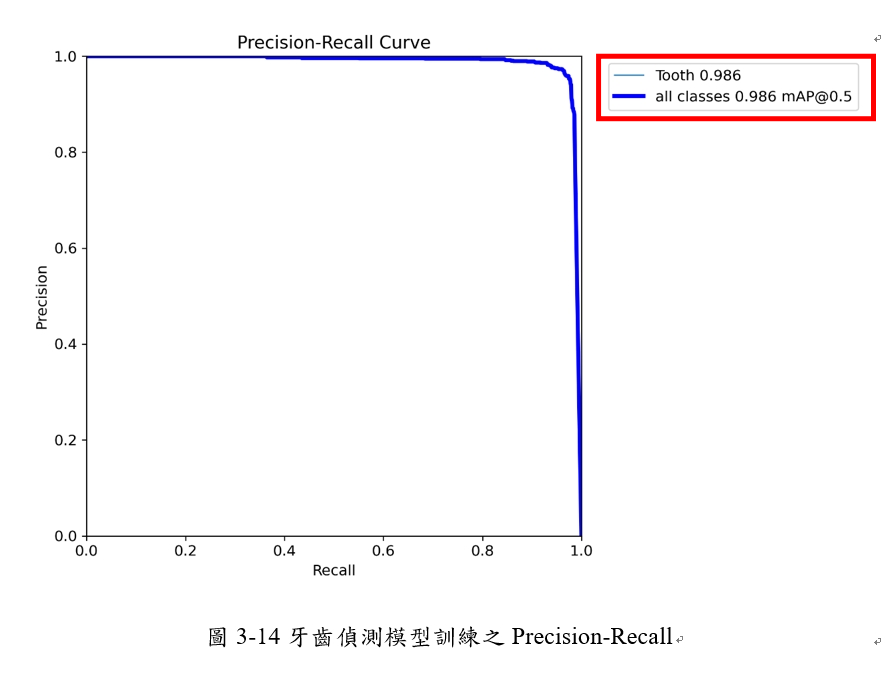 Precision-Recall Curve
Tooth 0.986
all classes 0.986 mAP@0.5
1.0
0.8
0.6
0.4
0.2
0.0
Precision
0.0 0.2 0.4 0.6 0.8 1.0
Recall
圖 3-14 牙齒偵測模型訓練之 Precision-Recall